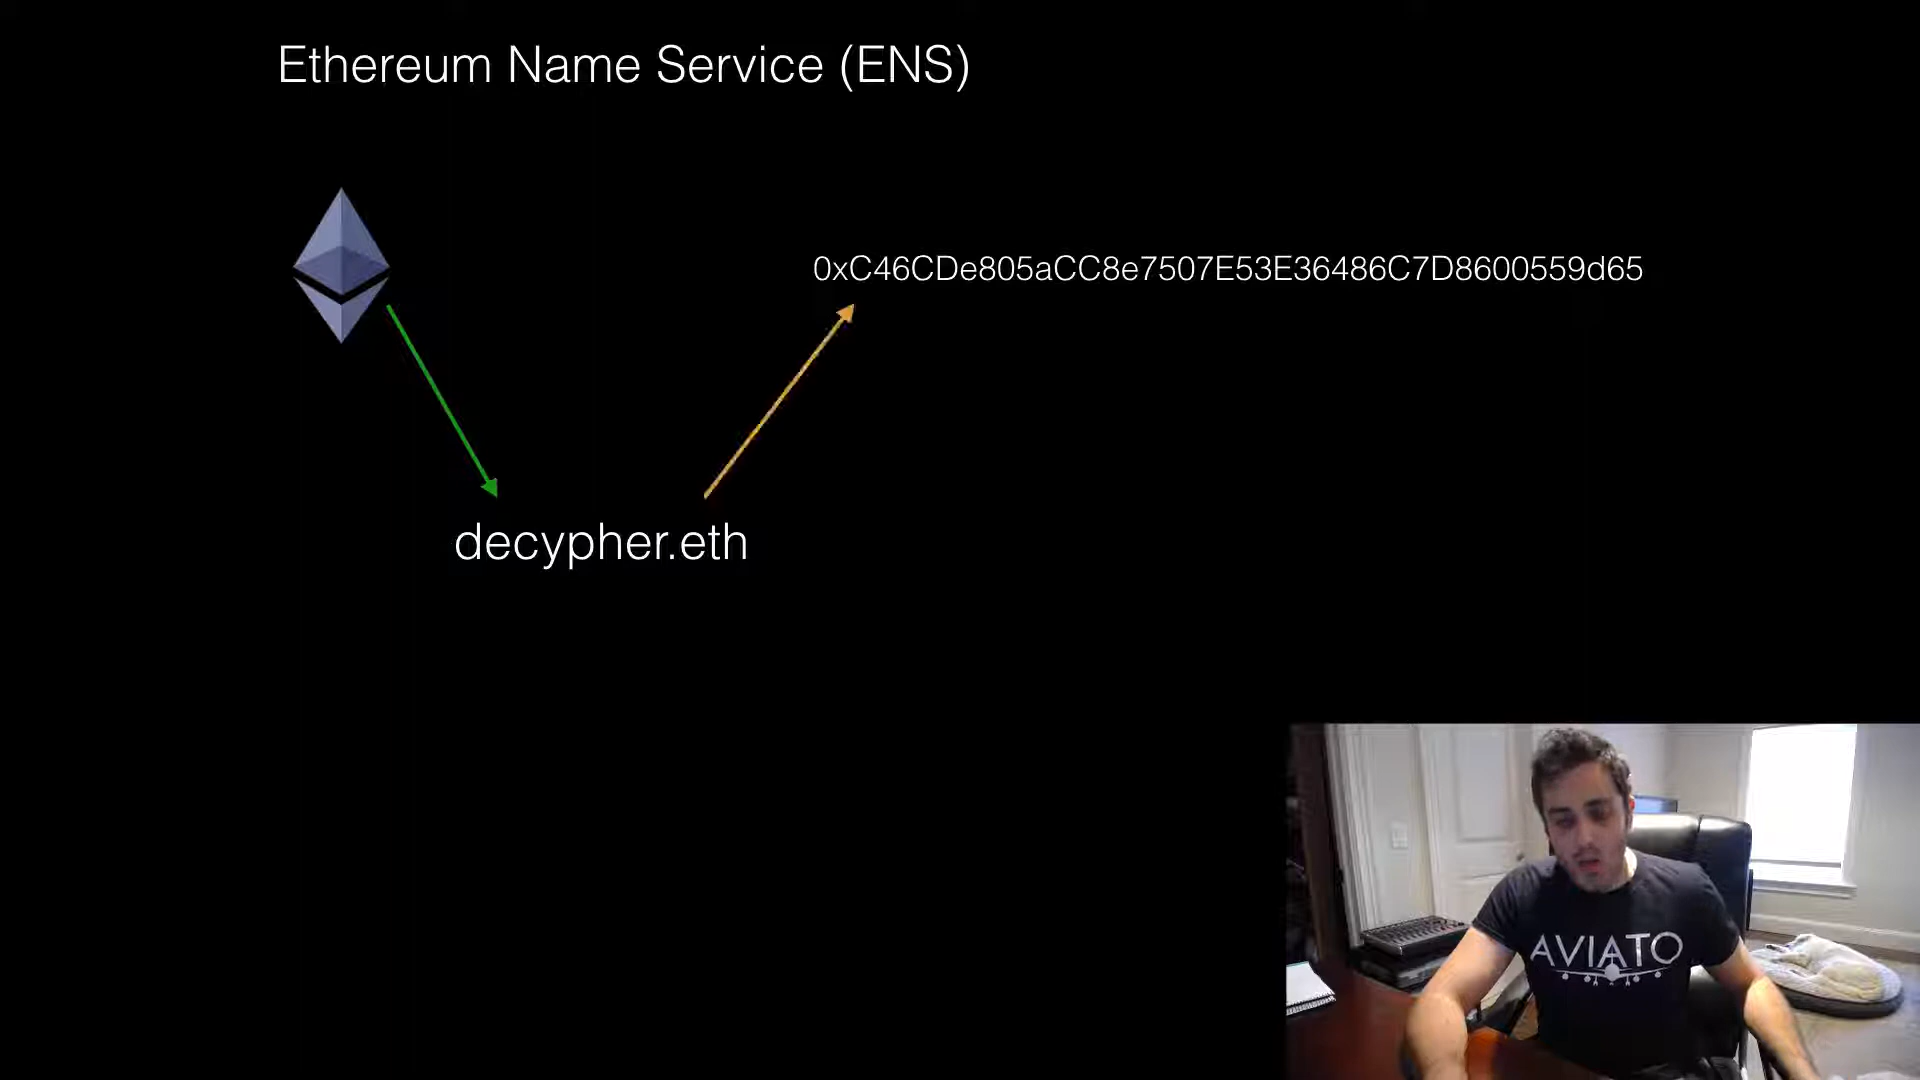 Ethereum Name Service (ENS)
0xC46CDe805aCC8e7507E53E36486C7D8600559d65
decypher.eth
AVIATO